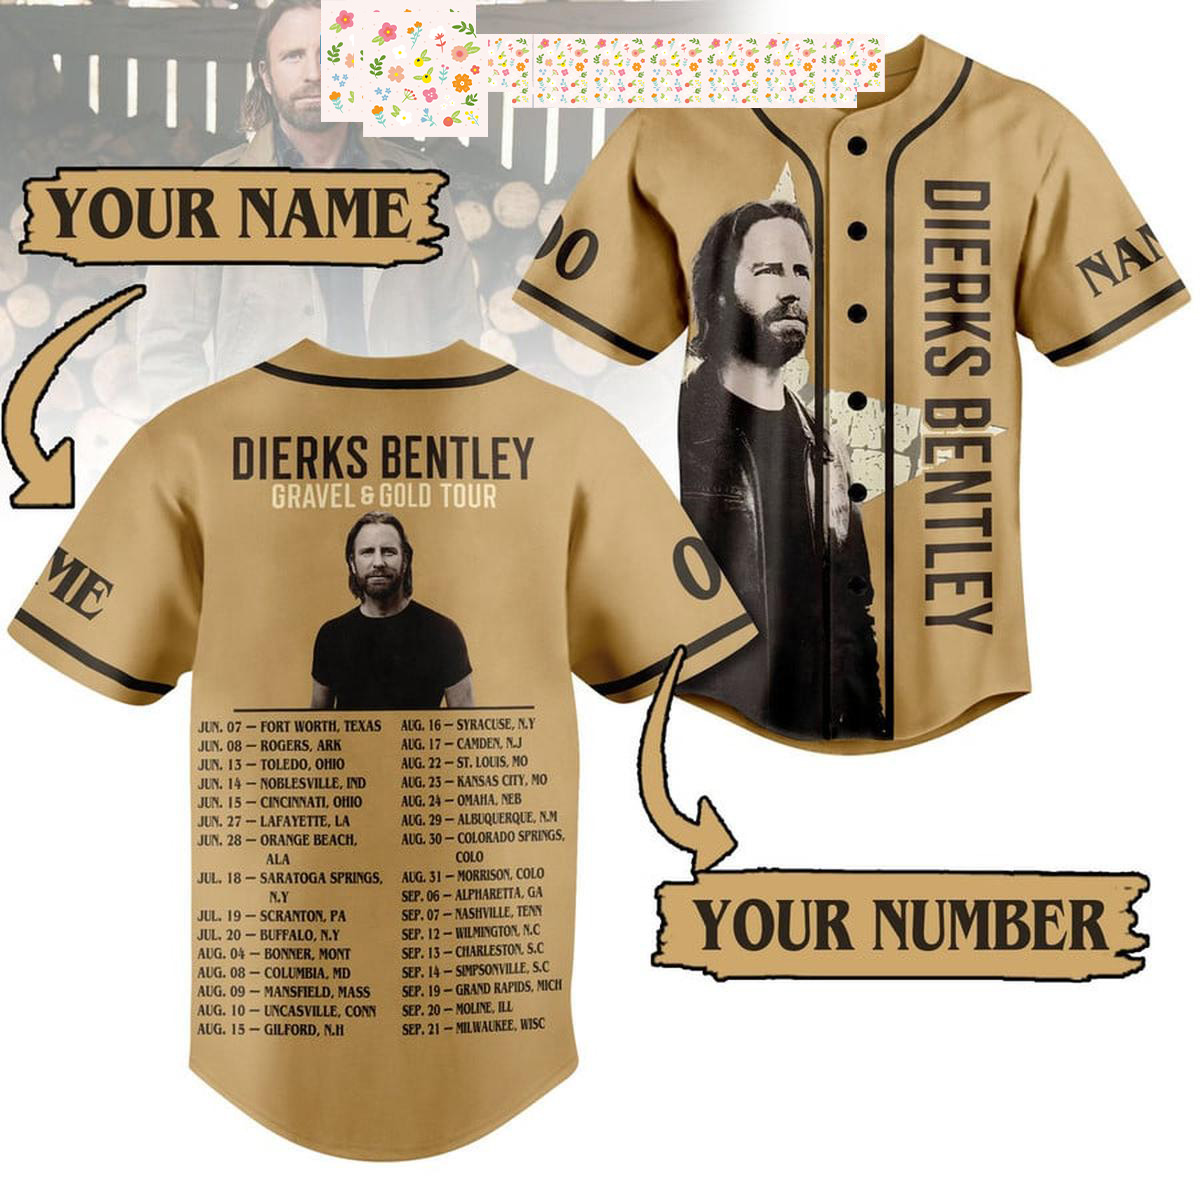 YOUR NAME
DIERKS BENTLEY
NAM
00
DIERKS BENTLEY
GRAVEL & GOLD TOUR
ME
0
JUN. 07 – FORT WORTH, TEXAS
JUN. 08 – ROGERS, ARK
JUN. 13 – TOLEDO, OHIO
JUN. 14 – NOBLESVILLE, IND
JUN. 15 – CINCINNATI, OHIO
JUN. 27 – LAFAYETTE, LA
JUN. 28 – ORANGE BEACH,
ALA
JUL. 18 – SARATOGA SPRINGS,
N.Y
JUL. 19 – SCRANTON, PA
JUL. 20 – BUFFALO, N.Y
AUG. 04 – BONNER, MONT
AUG. 08 – COLUMBIA, MD
AUG. 09 – MANSFIELD, MASS
AUG. 10 – UNCASVILLE, CONN
AUG. 15 – GILFORD, N.H
AUG. 16 – SYRACUSE, N.Y
AUG. 17 – CAMDEN, N.J
AUG. 22 – ST. LOUIS, MO
AUG. 23 – KANSAS CITY, MO
AUG. 24 – OMAHA, NEB
AUG. 29 – ALBUQUERQUE, N.M
AUG. 30 – COLORADO SPRINGS,
COLO
AUG. 31 – MORRISON, COLO
SEP. 06 – ALPHARETTA, GA
SEP. 07 – NASHVILLE, TENN
SEP. 12 – WILMINGTON, N.C
SEP. 13 – CHARLESTON, S.C
SEP. 14 – SIMPSONVILLE, S.C
SEP. 19 – GRAND RAPIDS, MICH
SEP. 20 – MOLINE, ILL
SEP. 21 – MILWAUKEE, WISC
YOUR NUMBER